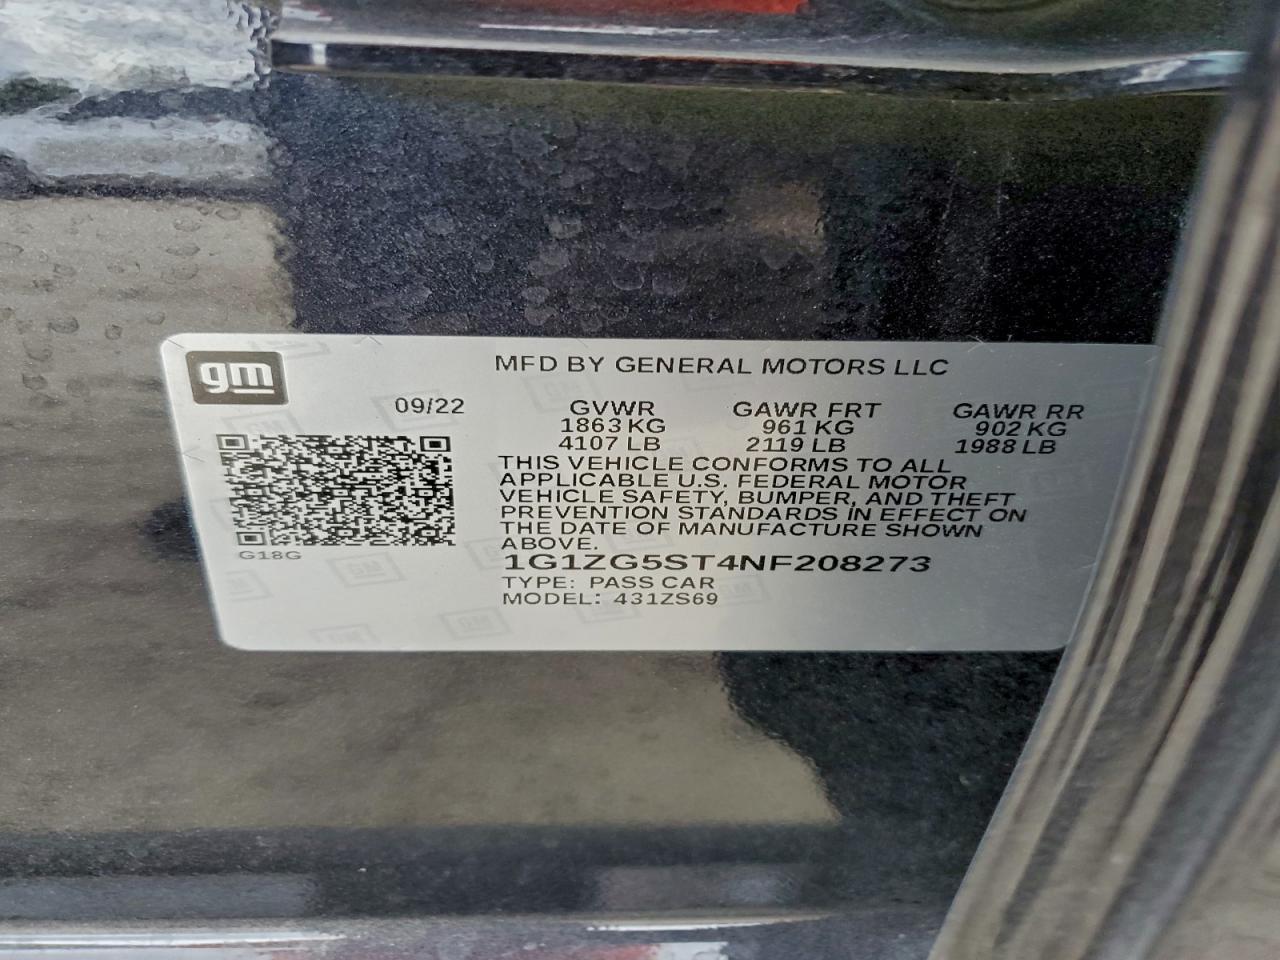 gm
MFD BY GENERAL MOTORS LLC
09/22
GVWR GAWR FRT GAWR RR
1863 KG 961 KG 902 KG
4107 LB 2119 LB 1988 LB
THIS VEHICLE CONFORMS TO ALL
APPLICABLE U.S. FEDERAL MOTOR
VEHICLE SAFETY, BUMPER, AND THEFT
PREVENTION STANDARDS IN EFFECT ON
THE DATE OF MANUFACTURE SHOWN
ABOVE.
G18G
1G1ZG5ST4NF208273
TYPE: PASS CAR
MODEL: 431ZS69